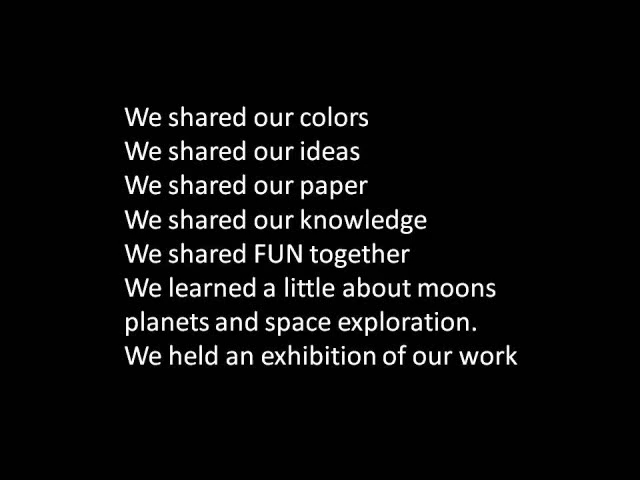 We shared our colors
We shared our ideas
We shared our paper
We shared our knowledge
We shared FUN together
We learned a little about moons
planets and space exploration.
We held an exhibition of our work